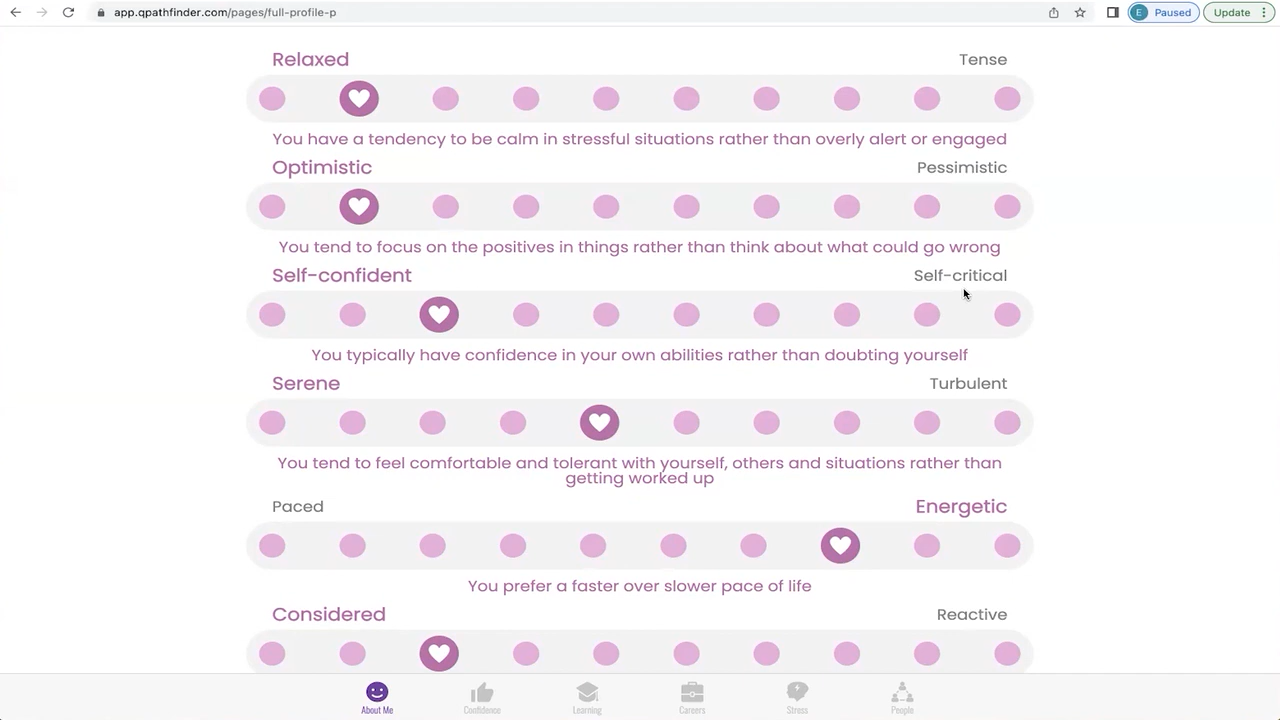 app.qpathfinder.com/pages/full-profile-p
E Paused Update
Relaxed Tense
You have a tendency to be calm in stressful situations rather than overly alert or engaged
Optimistic Pessimistic
You tend to focus on the positives in things rather than think about what could go wrong
Self-confident Self-critical
You typically have confidence in your own abilities rather than doubting yourself
Serene Turbulent
You tend to feel comfortable and tolerant with yourself, others and situations rather than
getting worked up
Paced Energetic
You prefer a faster over slower pace of life
Considered Reactive
About Me Confidence Learning Careers Stress People